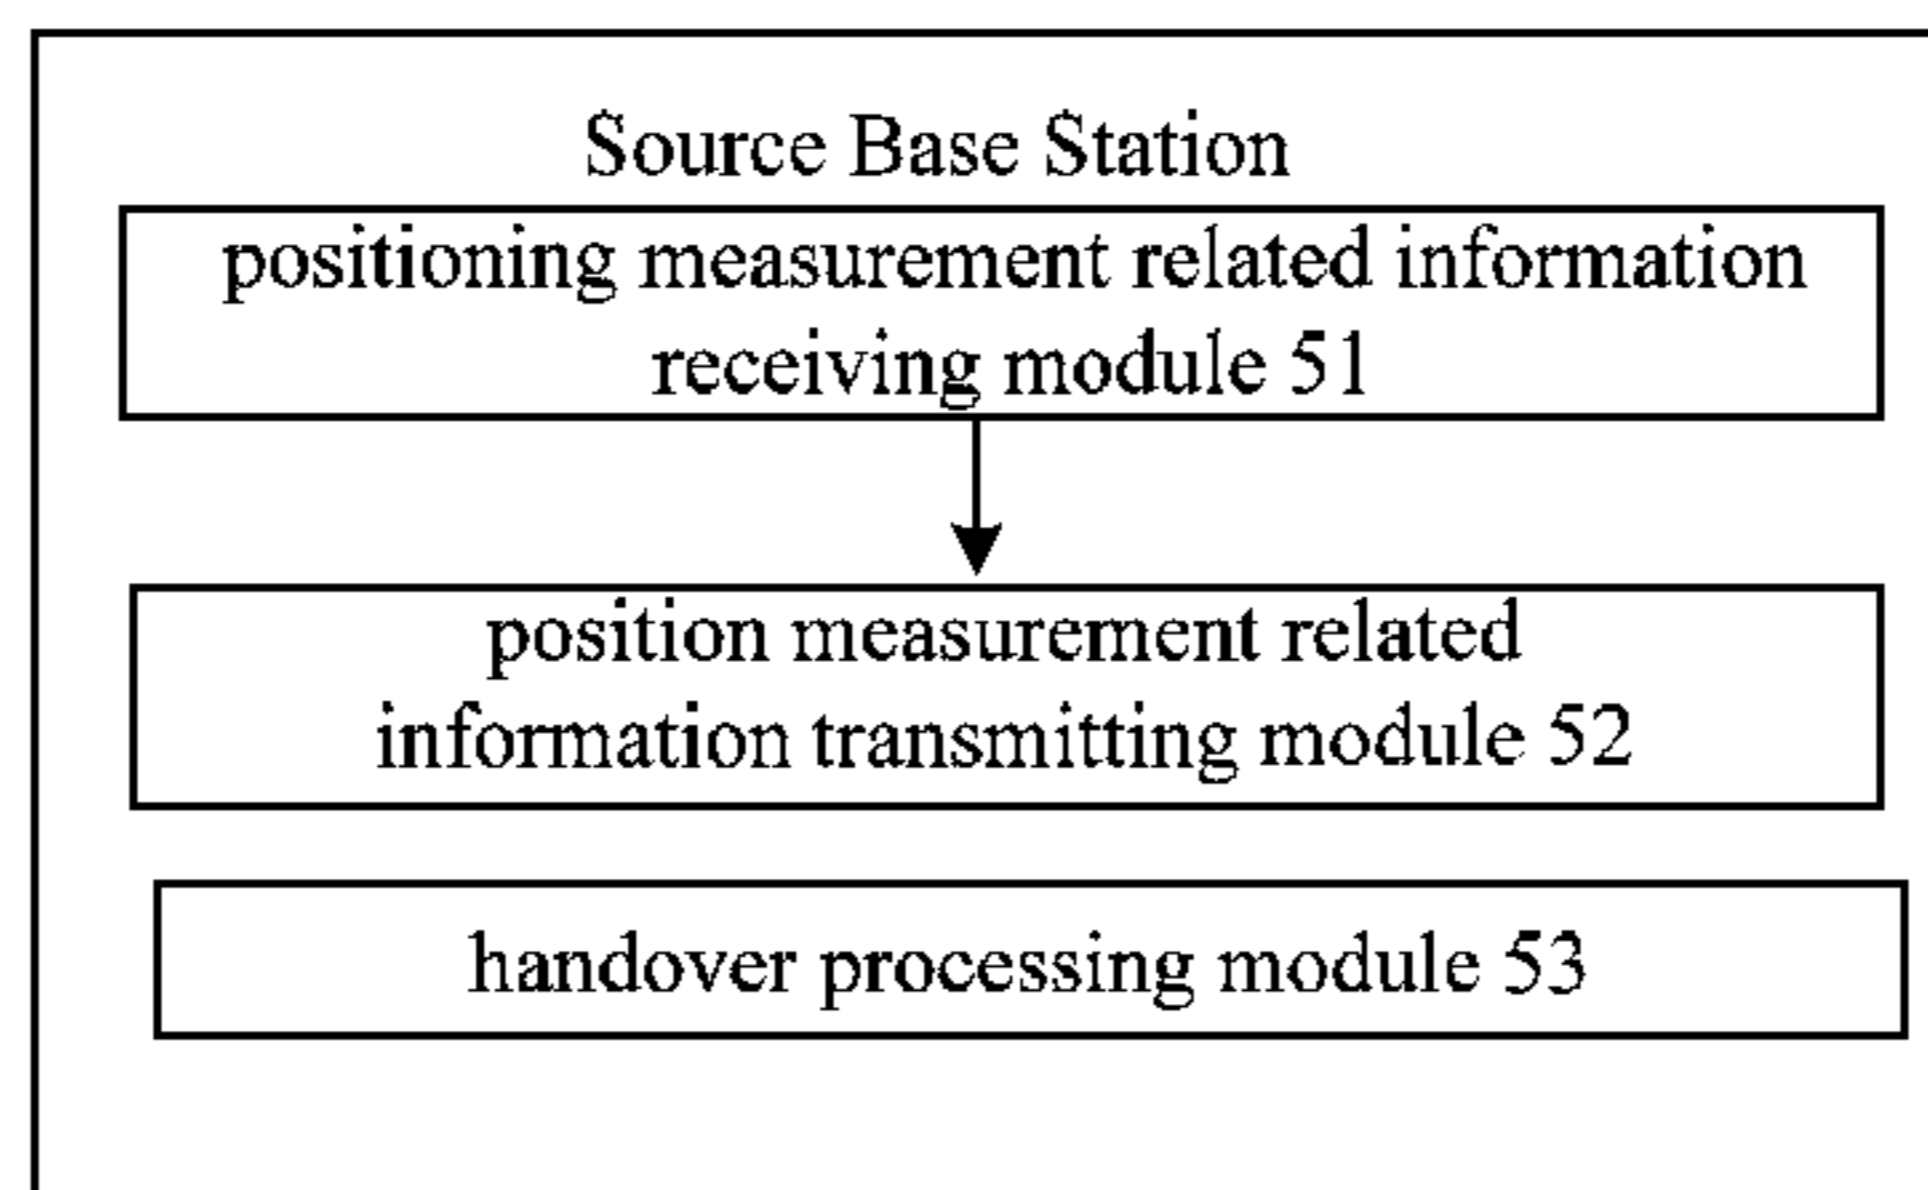 Source Base Station
positioning measurement related information
receiving module 51
position measurement related
information transmitting module 52
handover processing module 53